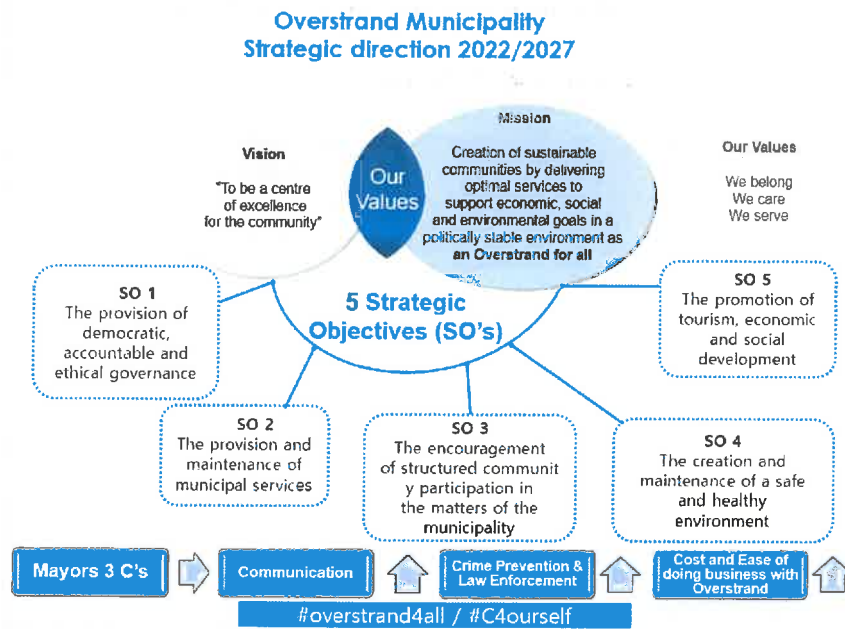 Overstrand Municipality
Strategic direction 2022/2027
Vision
"To be a centre
of excellence
for the community"
Our
Values
Mission
Creation of sustainable
communities by delivering
optimal services to
support economic, social
and environmental goals in a
politically stable environment as
an Overstrand for all
Our Values
We belong
We care
We serve
5 Strategic
Objectives (SO's)
SO 1
The provision of
democratic,
accountable and
ethical governance
SO 2
The provision and
maintenance of
municipal services
SO 3
The encouragement
of structured communit
y participation in
the matters of the
municipality
SO 4
The creation and
maintenance of a safe
and healthy
environment
SO 5
The promotion of
tourism, economic
and social
development
Mayors 3 C's
Communication
Crime Prevention &
Law Enforcement
Cost and Ease of
doing business with
Overstrand
#overstrand4all / #C4ourself